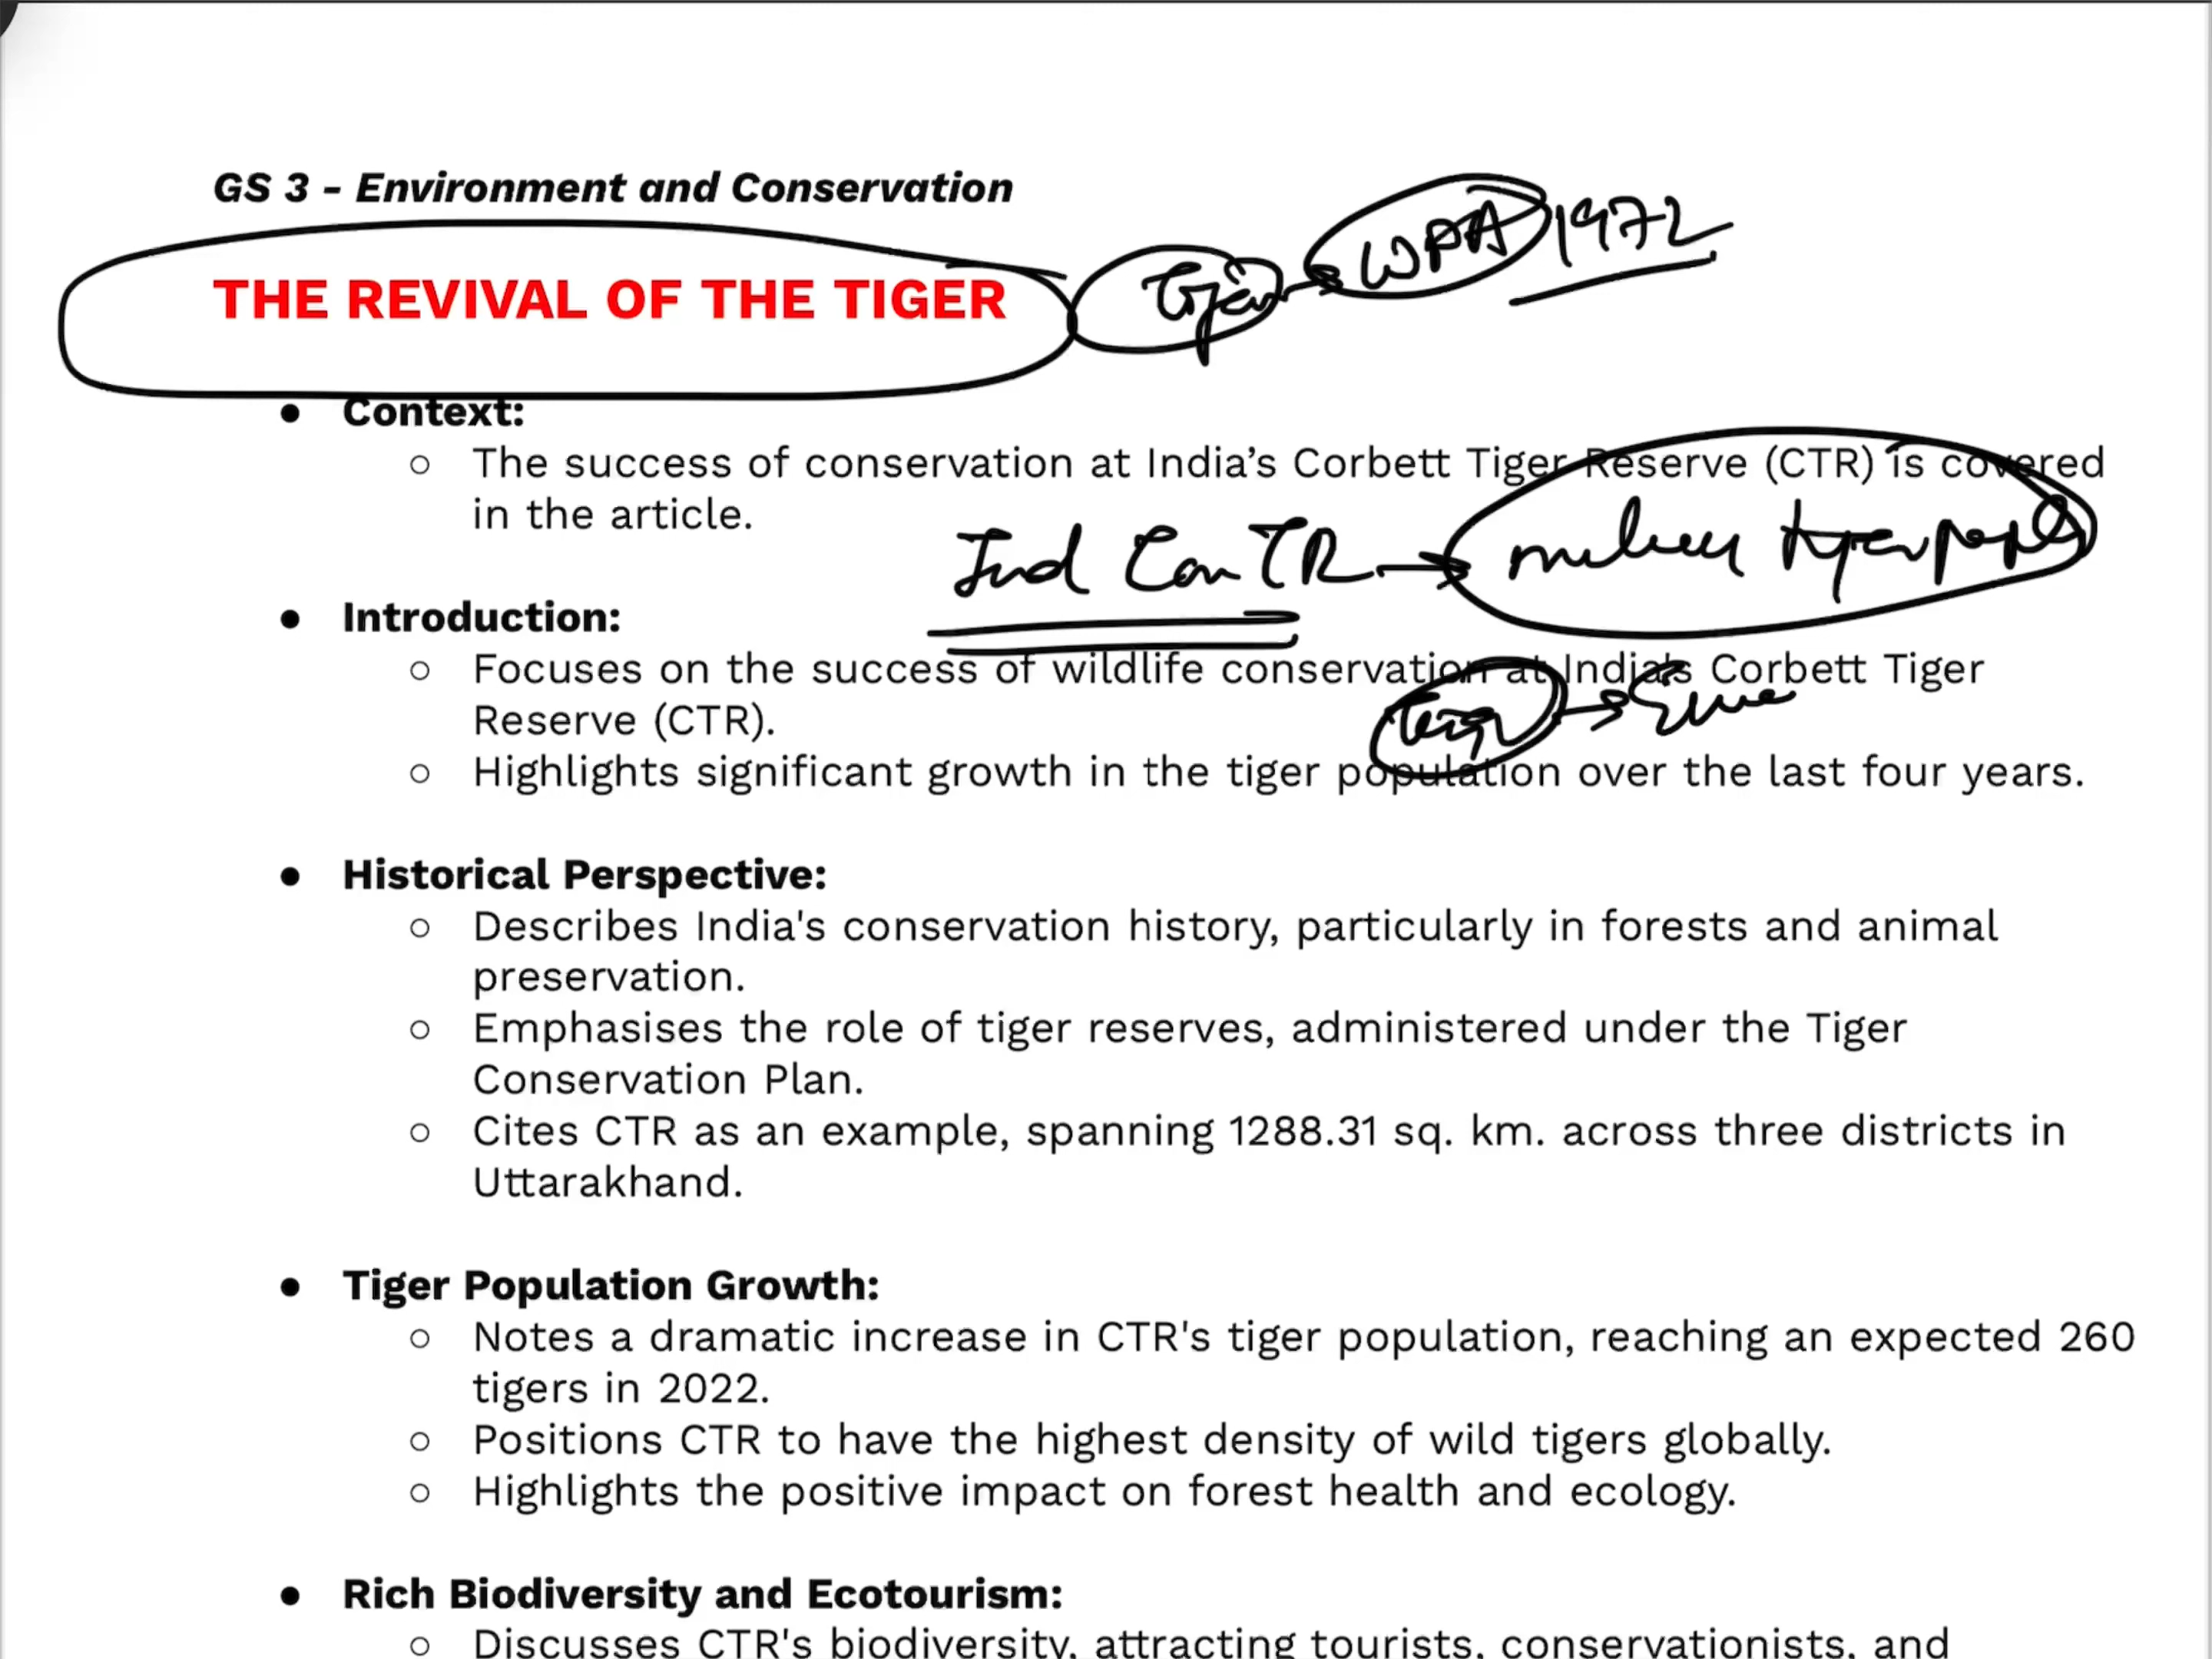 GS 3 - Environment and Conservation
WPA 1972
THE REVIVAL OF THE TIGER
Tiger
● Context:
○ The success of conservation at India’s Corbett Tiger Reserve (CTR) is covered
in the article.
Ind Con TR → tiger
● Introduction:
○ Focuses on the success of wildlife conservation at India's Corbett Tiger
Reserve (CTR).
○ Highlights significant growth in the tiger population over the last four years.
● Historical Perspective:
○ Describes India's conservation history, particularly in forests and animal
preservation.
○ Emphasises the role of tiger reserves, administered under the Tiger
Conservation Plan.
○ Cites CTR as an example, spanning 1288.31 sq. km. across three districts in
Uttarakhand.
● Tiger Population Growth:
○ Notes a dramatic increase in CTR's tiger population, reaching an expected 260
tigers in 2022.
○ Positions CTR to have the highest density of wild tigers globally.
○ Highlights the positive impact on forest health and ecology.
● Rich Biodiversity and Ecotourism:
○ Discusses CTR's biodiversity, attracting tourists, conservationists, and